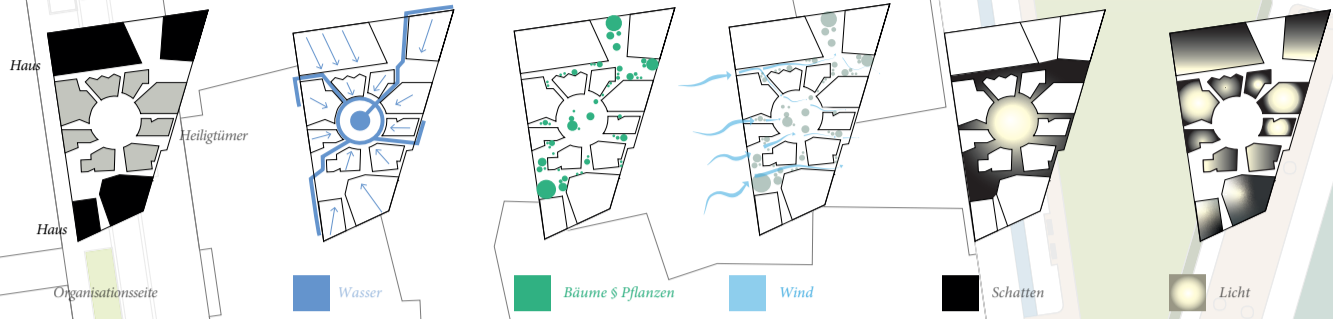 Haus
Heiligtümer
Haus
Organisationsseite
Wasser
Bäume § Pflanzen
Wind
Schatten
Licht